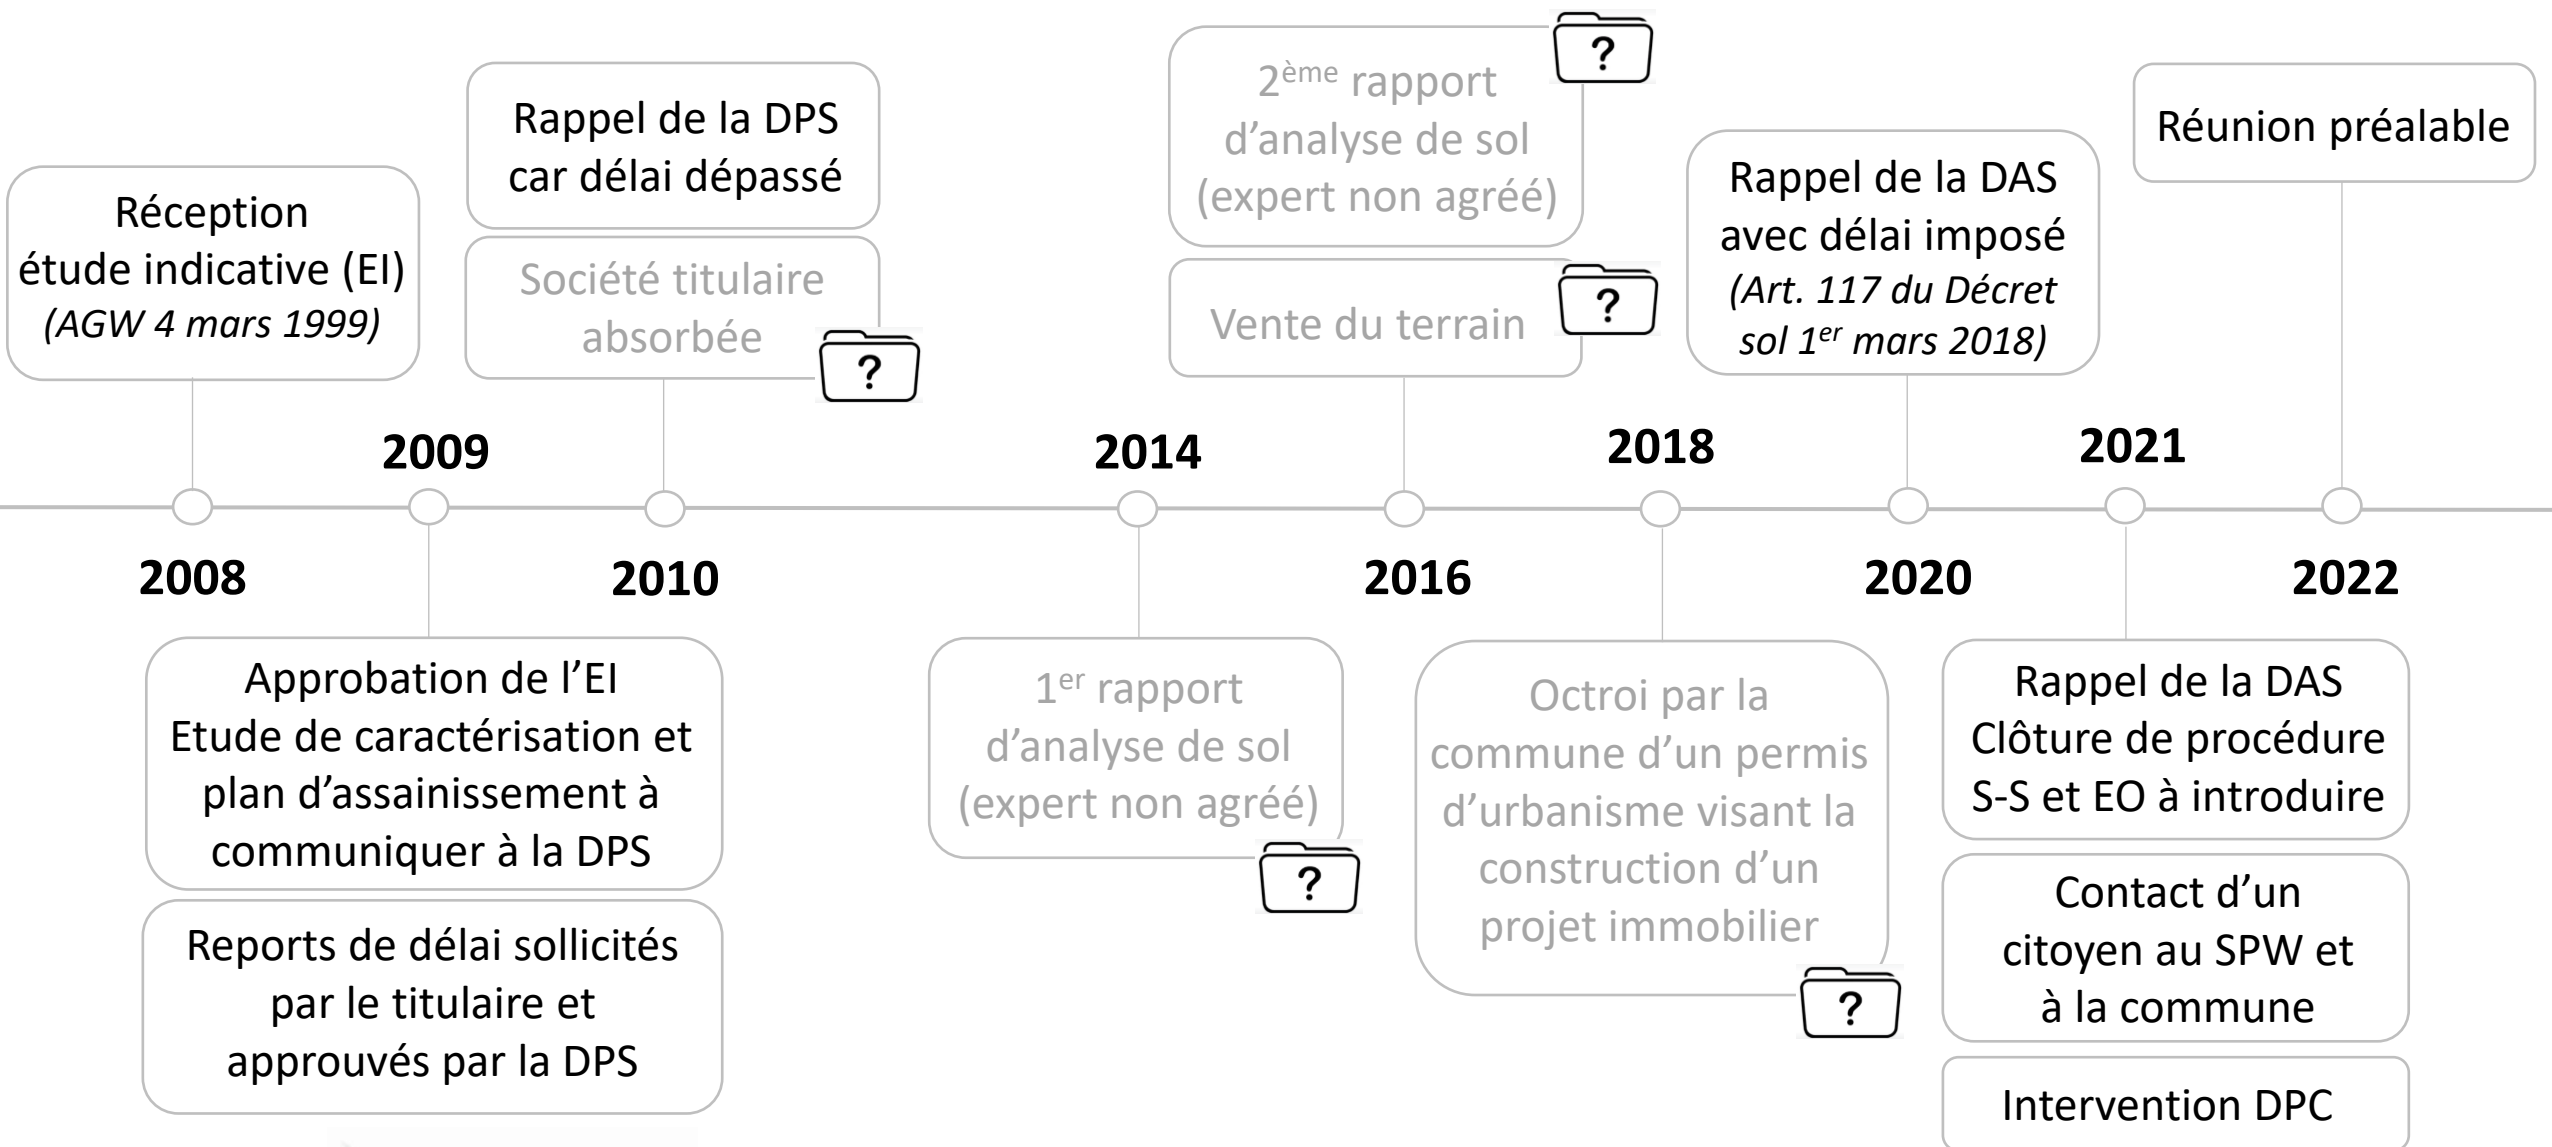 Réception
étude indicative (EI)
(AGW 4 mars 1999)
2008
2009
Approbation de l’EI
Etude de caractérisation et
plan d’assainissement à
communiquer à la DPS
Reports de délai sollicités
par le titulaire et
approuvés par la DPS
Rappel de la DPS
car délai dépassé
Société titulaire
absorbée
?
2010
2014
1er rapport
d’analyse de sol
(expert non agréé)
?
2ème rapport
d’analyse de sol
(expert non agréé)
?
Vente du terrain
?
2016
2018
Octroi par la
commune d’un permis
d’urbanisme visant la
construction d’un
projet immobilier
?
Rappel de la DAS
avec délai imposé
(Art. 117 du Décret
sol 1er mars 2018)
2020
2021
Rappel de la DAS
Clôture de procédure
S-S et EO à introduire
Contact d’un
citoyen au SPW et
à la commune
Intervention DPC
Réunion préalable
2022